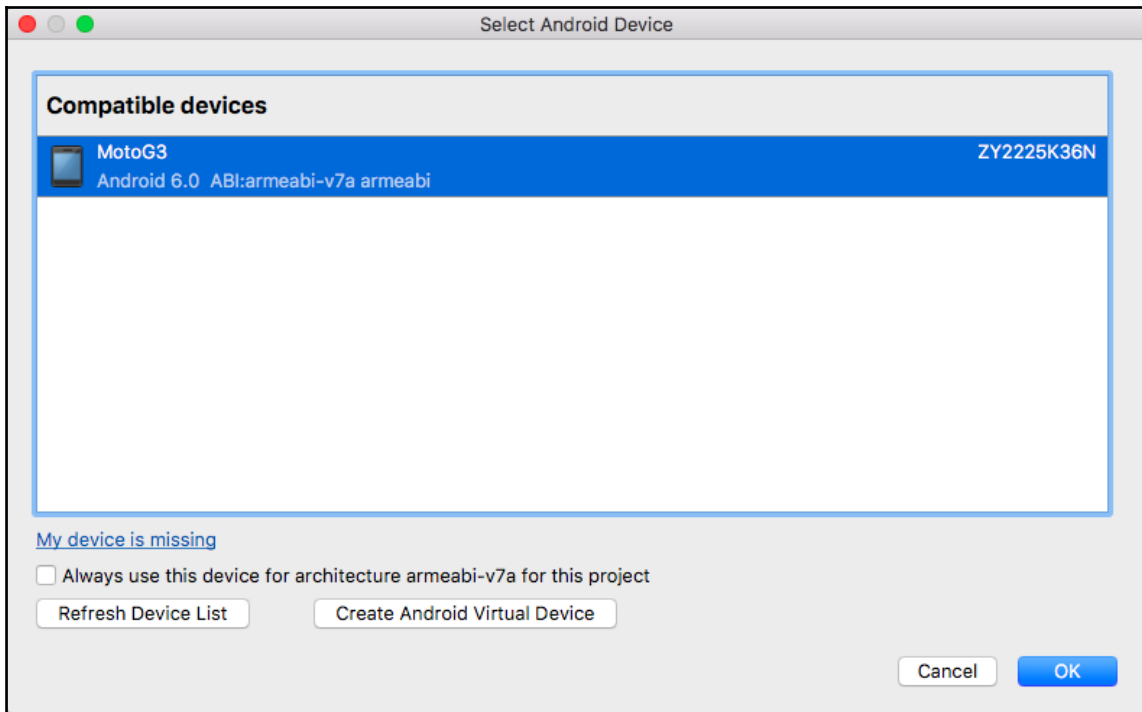 Select Android Device
Compatible devices
MotoG3 ZY2225K36N
Android 6.0 ABI:armeabi-v7a armeabi
My device is missing
Always use this device for architecture armeabi-v7a for this project
Refresh Device List Create Android Virtual Device
Cancel OK